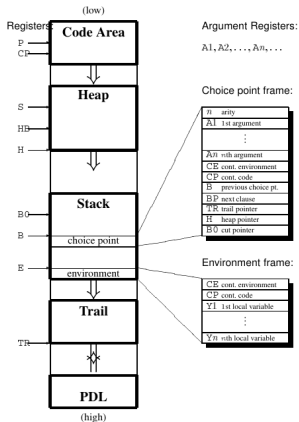 (low)
Registers:
Code Area
P
CP
Heap
S
HB
H
Stack
B0
B
choice point
E
environment
Trail
TR
PDL
(high)
Argument Registers:
A1, A2, . . . , An, . . .
Choice point frame:
n arity
A1 1st argument
⋮
An nth argument
CE cont. environment
CP cont. code
B previous choice pt.
BP next clause
TR trail pointer
H heap pointer
B0 cut pointer
Environment frame:
CE cont. environment
CP cont. code
Y1 1st local variable
⋮
Yn nth local variable